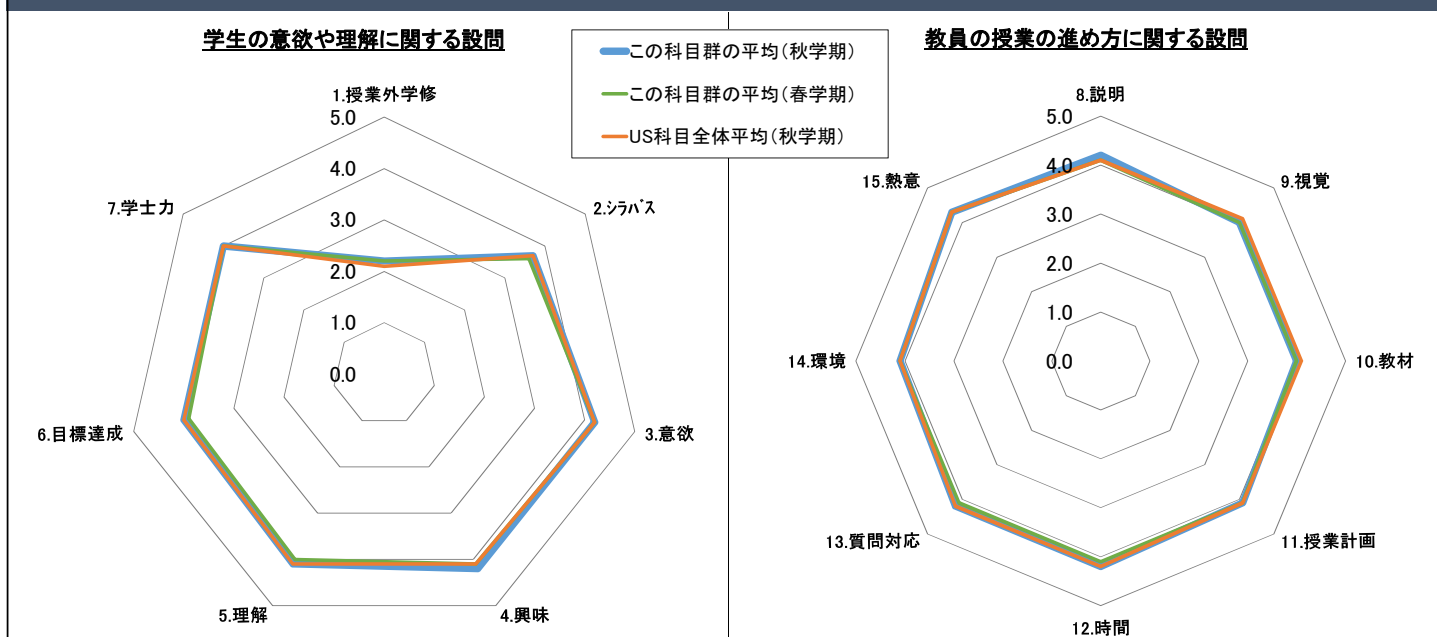 学生の意欲や理解に関する設問
この科目群の平均（秋学期）
この科目群の平均（春学期）
US科目全体平均（秋学期）
教員の授業の進め方に関する設問
1.授業外学修
5.0
4.0
3.0
2.0
1.0
0.0
2.ｼﾗﾊﾞｽ
3.意欲
4.興味
5.理解
6.目標達成
7.学士力
8.説明
5.0
4.0
3.0
2.0
1.0
0.0
9.視覚
10.教材
11.授業計画
12.時間
13.質問対応
14.環境
15.熱意